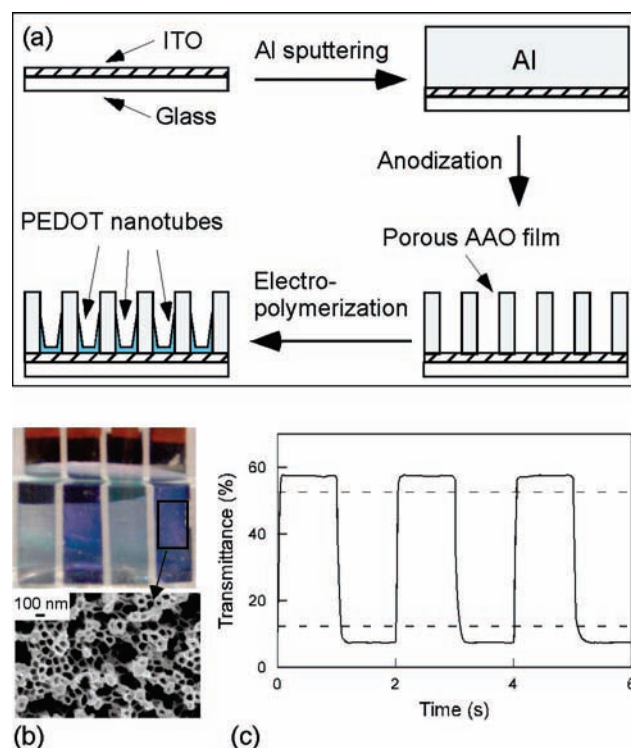 (a)
ITO
Glass
Al sputtering
Al
Anodization
Porous AAO film
Electro-
polymerization
PEDOT nanotubes
100 nm
(b)
Transmittance (%)
60
40
20
0
0
2
4
6
Time (s)
(c)